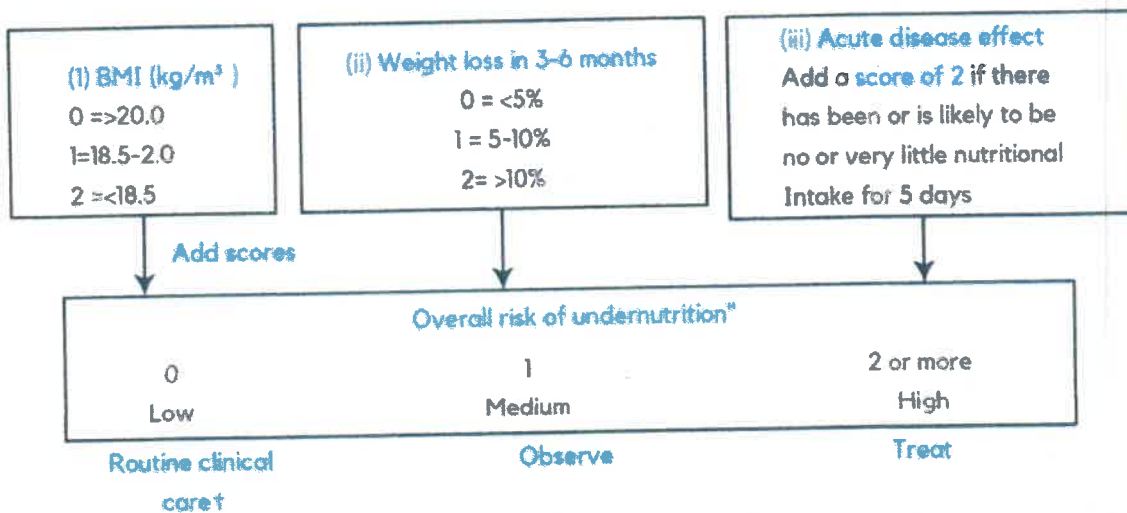 (1) BMI (kg/m³ )
0 =>20.0
1=18.5-2.0
2 =<18.5
(ii) Weight loss in 3-6 months
0 = <5%
1 = 5-10%
2= >10%
(iii) Acute disease effect
Add a score of 2 if there
has been or is likely to be
no or very little nutritional
Intake for 5 days
Add scores
Overall risk of undernutrition*
0
Low
1
Medium
2 or more
High
Routine clinical
care†
Observe
Treat